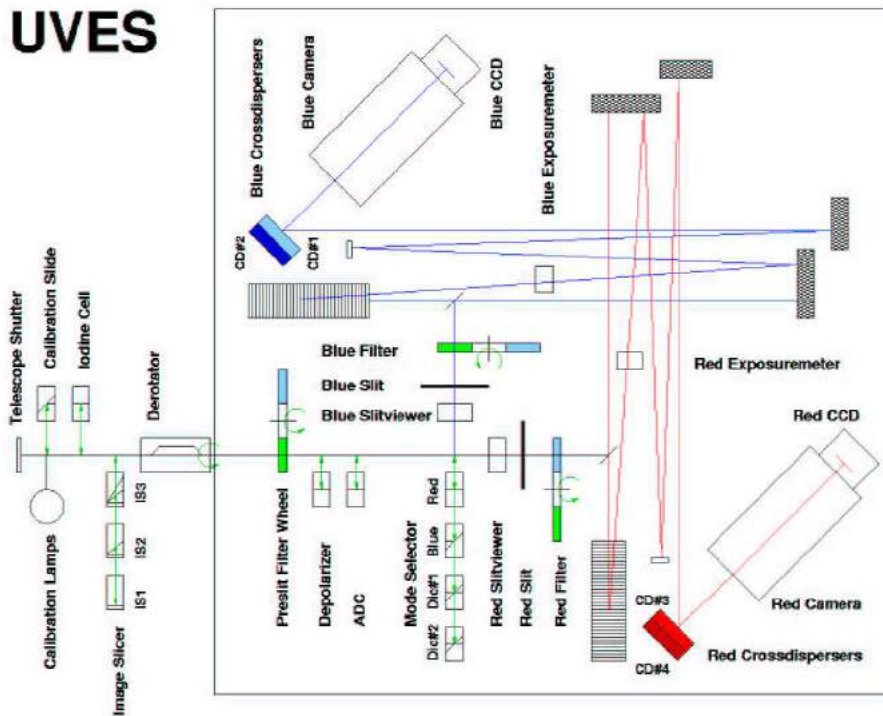 UVES
Blue Crossdispersers
Blue Camera
Blue CCD
Blue Exposuremeter
CD#2
CD#1
Telescope Shutter
Calibration Slide
Iodine Cell
Derotator
Blue Filter
Blue Slit
Blue Slitviewer
Red Exposuremeter
Red CCD
Calibration Lamps
Image Slicer
IS1
IS2
IS3
Preslit Filter Wheel
Depolarizer
ADC
Mode Selector
Red
Blue
Dic#1
Dic#2
Red Slitviewer
Red Slit
Red Filter
CD#3
CD#4
Red Camera
Red Crossdispersers